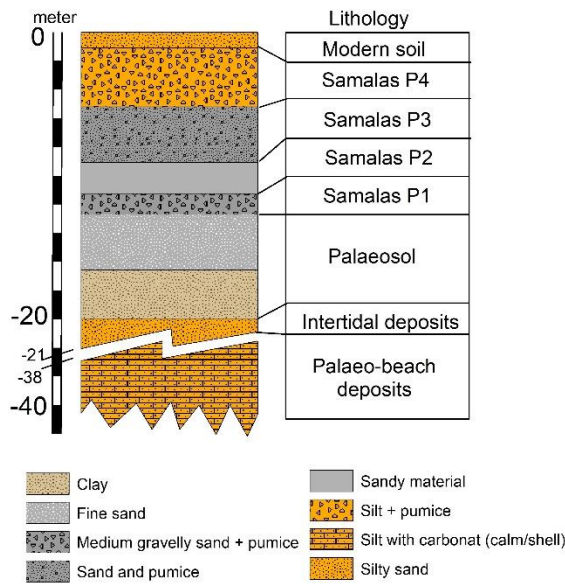 meter
Lithology
0
Modern soil
Samalas P4
Samalas P3
Samalas P2
Samalas P1
Palaeosol
-20
Intertidal deposits
-21
-38
Palaeo-beach
deposits
-40
Clay
Fine sand
Medium gravelly sand + pumice
Sand and pumice
Sandy material
Silt + pumice
Silt with carbonat (calm/shell)
Silty sand